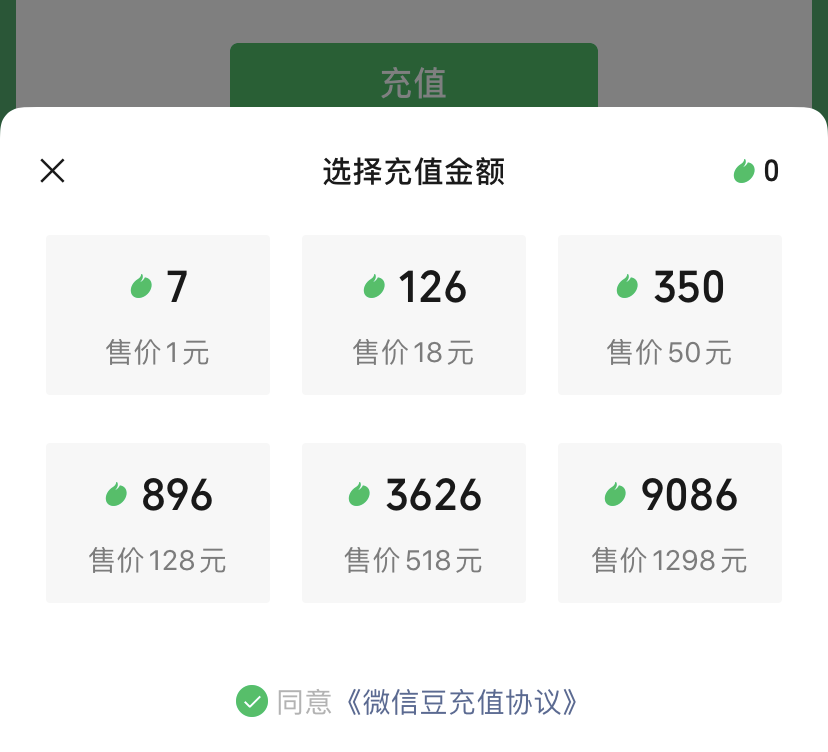 充值
选择充值金额 0
7 126 350
售价1元 售价18元 售价50元
896 3626 9086
售价128元 售价518元 售价1298元
同意《微信豆充值协议》